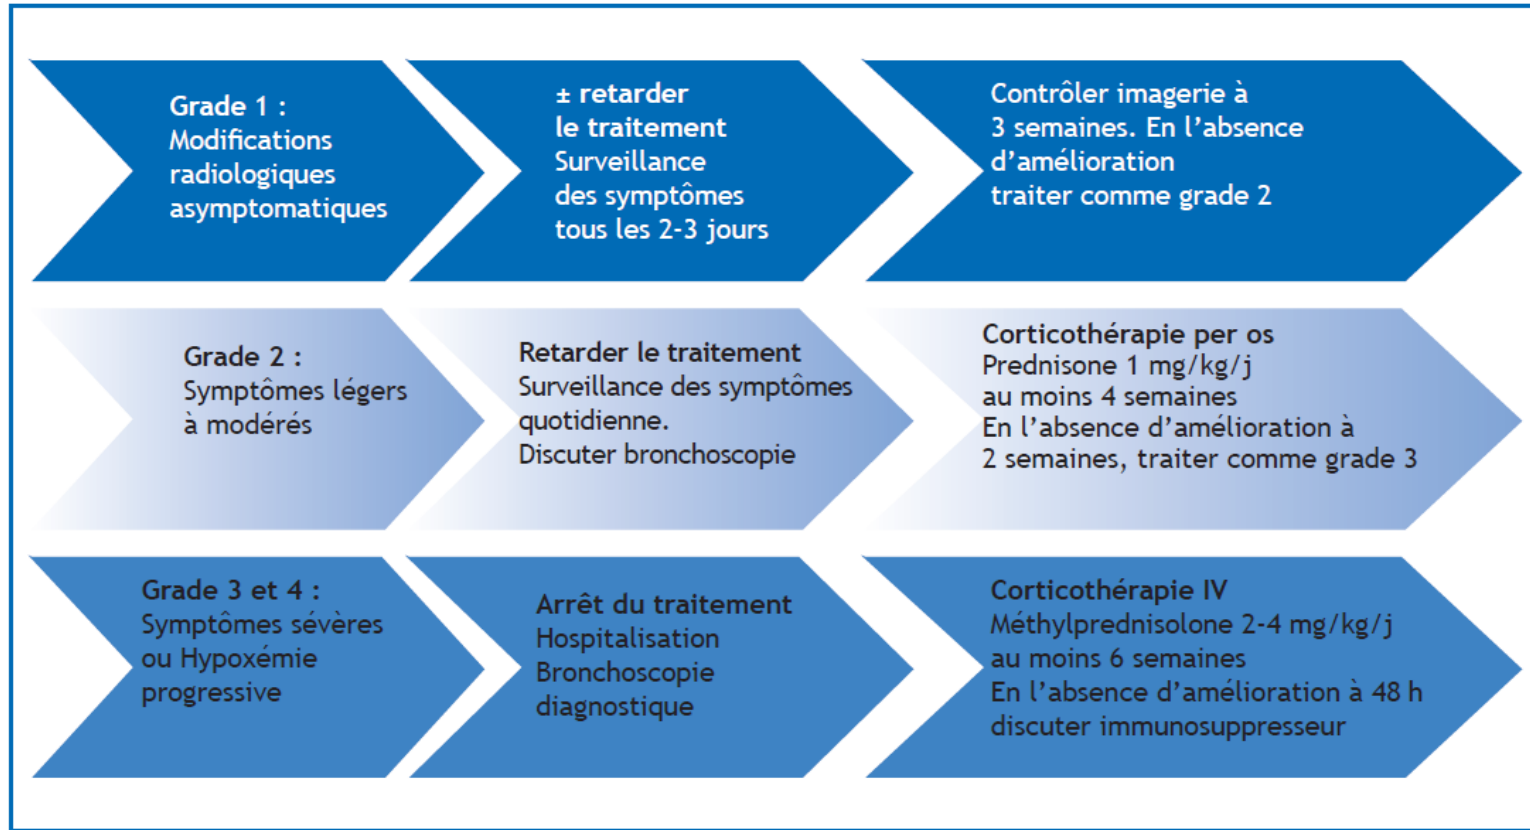 Grade 1 :
Modifications
radiologiques
asymptomatiques
± retarder
le traitement
Surveillance
des symptômes
tous les 2-3 jours
Contrôler imagerie à
3 semaines. En l’absence
d’amélioration
traiter comme grade 2
Grade 2 :
Symptômes légers
à modérés
Retarder le traitement
Surveillance des symptômes
quotidienne.
Discuter bronchoscopie
Corticothérapie per os
Prednisone 1 mg/kg/j
au moins 4 semaines
En l’absence d’amélioration à
2 semaines, traiter comme grade 3
Grade 3 et 4 :
Symptômes sévères
ou Hypoxémie
progressive
Arrêt du traitement
Hospitalisation
Bronchoscopie
diagnostique
Corticothérapie IV
Méthylprednisolone 2-4 mg/kg/j
au moins 6 semaines
En l’absence d’amélioration à 48 h
discuter immunosuppresseur